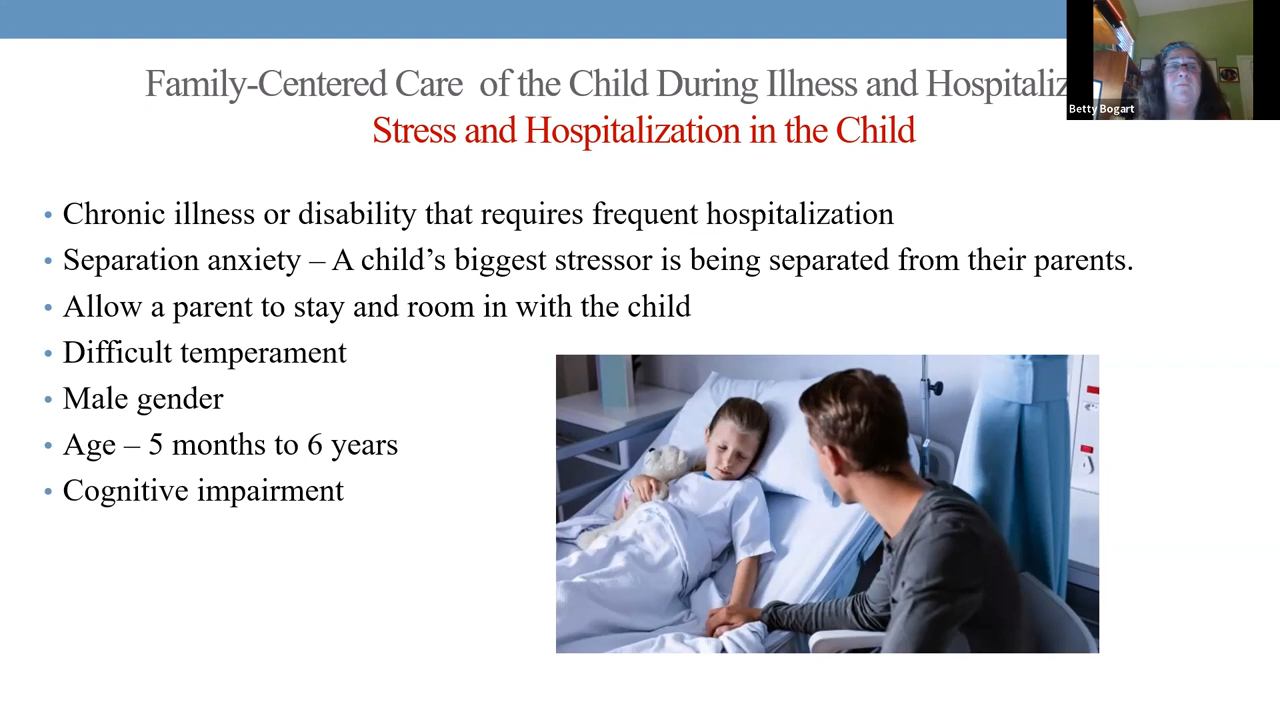 Family-Centered Care of the Child During Illness and Hospitaliz
Betty Bogart
Stress and Hospitalization in the Child
• Chronic illness or disability that requires frequent hospitalization
• Separation anxiety – A child’s biggest stressor is being separated from their parents.
• Allow a parent to stay and room in with the child
• Difficult temperament
• Male gender
• Age – 5 months to 6 years
• Cognitive impairment